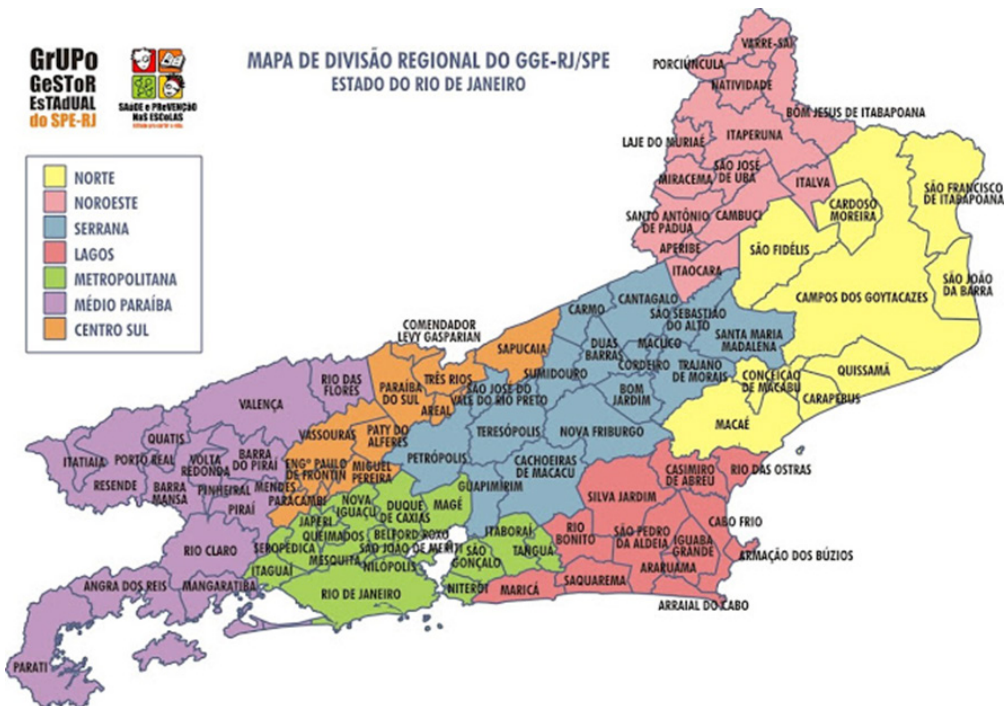 GrUPo
GeSToR
EsTAdUAL
do SPE-RJ
SAúDE e PReVENÇÃO
NaS ESCoLAS
MAPA DE DIVISÃO REGIONAL DO GGE-RJ/SPE
ESTADO DO RIO DE JANEIRO
NORTE
NOROESTE
SERRANA
LAGOS
METROPOLITANA
MÉDIO PARAÍBA
CENTRO SUL
VARRE-SAI
PORCIÚNCULA
NATIVIDADE
BOM JESUS DE ITABAPOANA
ITAPERUNA
LAJE DO MURIAÉ
SÃO JOSÉ
DE UBÁ
MIRACEMA
ITALVA
SÃO FRANCISCO
DE ITABAPOANA
CARDOSO
MOREIRA
SANTO ANTÔNIO
DE PADUA
CAMBUCI
APERIBE
SÃO FIDÉLIS
ITAOCARA
SÃO JOÃO
DA BARRA
CAMPOS DOS GOYTACAZES
CANTAGALO
CARMO
SÃO SEBASTIÃO
DO ALTO
COMENDADOR
LEVY GASPARIAN
SAPUCAIA
DUAS
BARRAS
MACUCO
SANTA MARIA
MADALENA
SUMIDOURO
CORDEIRO
TRAJANO
DE MORAIS
CONCEIÇÃO
DE MACABU
QUISSAMÃ
CARAPEBUS
RIO DAS
FLORES
PARAÍBA
DO SUL
TRÊS RIOS
SÃO JOSÉ DO
VALE DO RIO PRETO
BOM
JARDIM
VALENÇA
AREAL
MACAÉ
VASSOURAS
PATY DO
ALFERES
TERESÓPOLIS
NOVA FRIBURGO
QUATIS
ITATIAIA
PORTO REAL
VOLTA
REDONDA
BARRA
DO PIRAÍ
ENGº PAULO
DE FRONTIN
MIGUEL
PEREIRA
PETRÓPOLIS
CACHOEIRAS
DE MACACU
CASIMIRO
DE ABREU
RIO DAS OSTRAS
RESENDE
BARRA
MANSA
PINHEIRAL
MENDES
PARACAMBI
GUAPIMIRIM
SILVA JARDIM
PIRAÍ
NOVA
IGUAÇU
DUQUE
DE CAXIAS
MAGÉ
JAPERI
CABO FRIO
QUEIMADOS
BELFORD ROXO
ITABORAÍ
RIO
BONITO
SÃO PEDRO
DA ALDEIA
IGUABA
GRANDE
RIO CLARO
SEROPÉDICA
SÃO JOÃO DE MERITI
SÃO
GONÇALO
TANGUA
ARMAÇÃO DOS BÚZIOS
MESQUITA
NILÓPOLIS
ITAGUAÍ
ARARUAMA
ANGRA DOS REIS
MANGARATIBA
RIO DE JANEIRO
NITERÓI
MARICÁ
SAQUAREMA
ARRAIAL DO CABO
PARATI